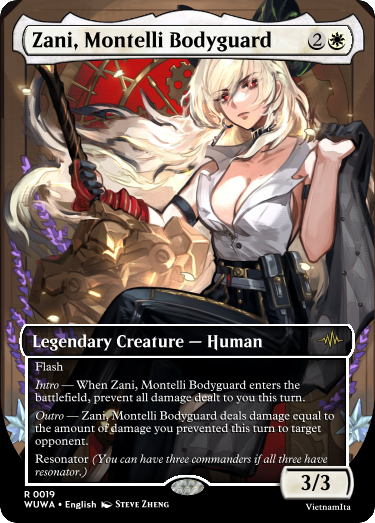 Zani, Montelli Bodyguard 2
Legendary Creature — Human
Flash
Intro — When Zani, Montelli Bodyguard enters the
battlefield, prevent all damage dealt to you this turn.
Outro — Zani, Montelli Bodyguard deals damage equal to
the amount of damage you prevented this turn to target
opponent.
Resonator (You can have three commanders if all three have
resonator.)
3/3
R 0019
WUWA • English STEVE ZHENG
VietnamIta